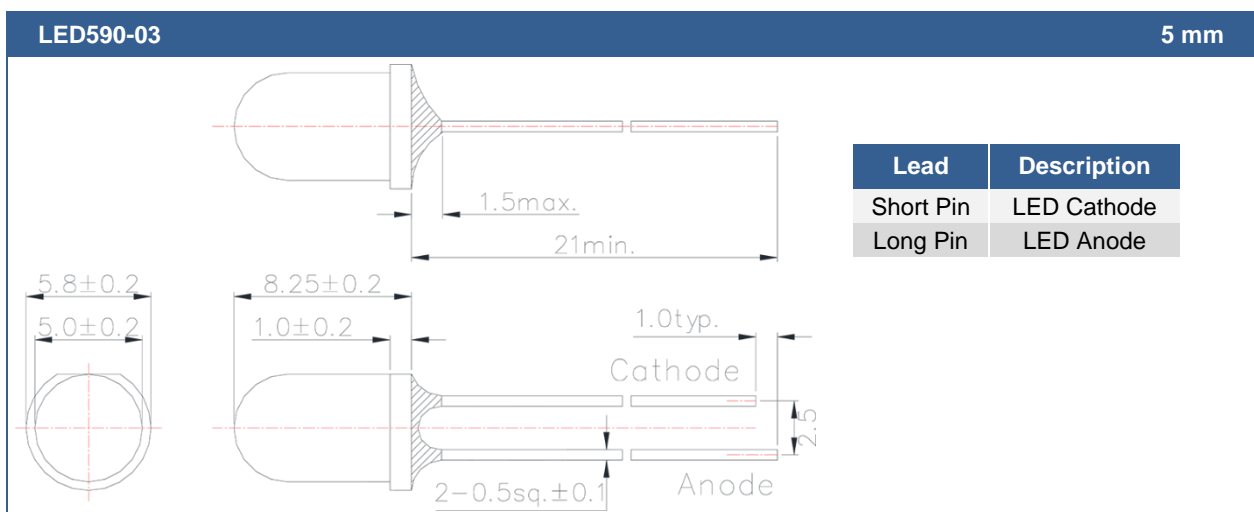 LED590-03 5 mm
1.5max.
21min.
Lead Description
Short Pin LED Cathode
Long Pin LED Anode
5.8±0.2
8.25±0.2
5.0±0.2
1.0±0.2
1.0typ.
Cathode
2.5
2-0.5sq.±0.1
Anode